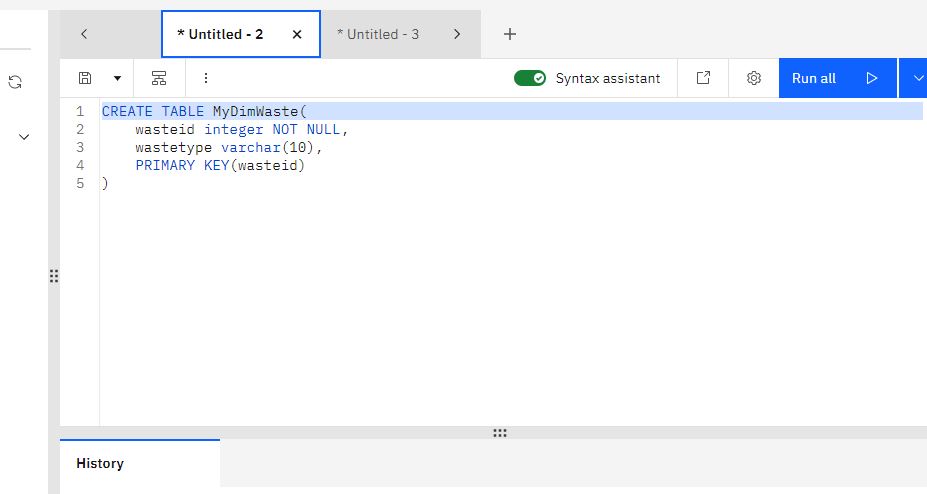 * Untitled - 2
* Untitled - 3
Syntax assistant
Run all
1 CREATE TABLE MyDimWaste(
2     wasteid integer NOT NULL,
3     wastetype varchar(10),
4     PRIMARY KEY(wasteid)
5 )
History